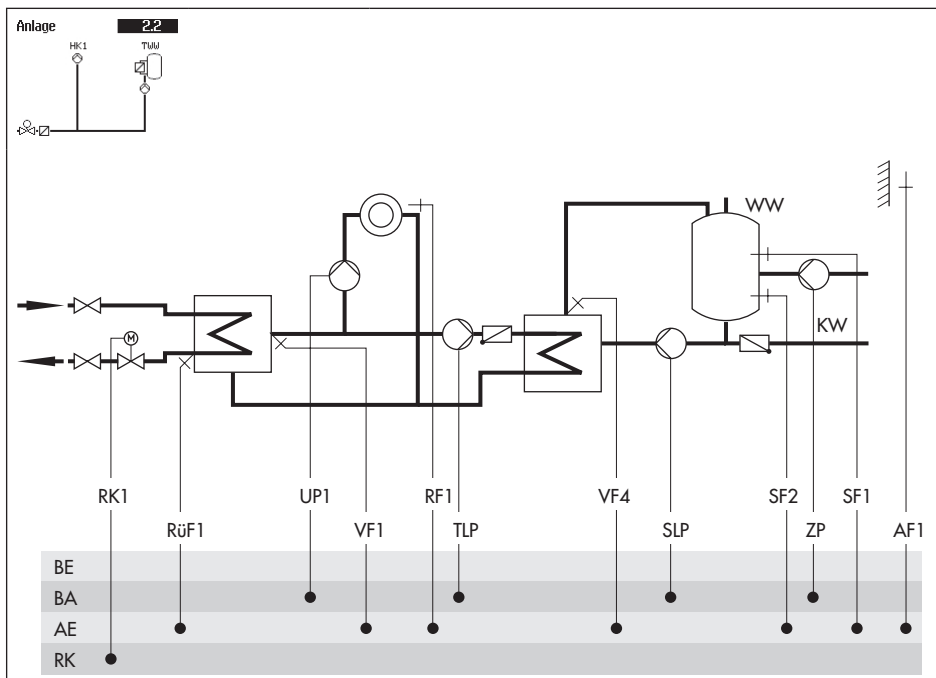 Anlage 2.2
HK1 TWW
M
WW
KW
RK1 UP1 RF1 VF4 SF2 SF1
RüF1 VF1 TLP SLP ZP AF1
BE
BA
AE
RK